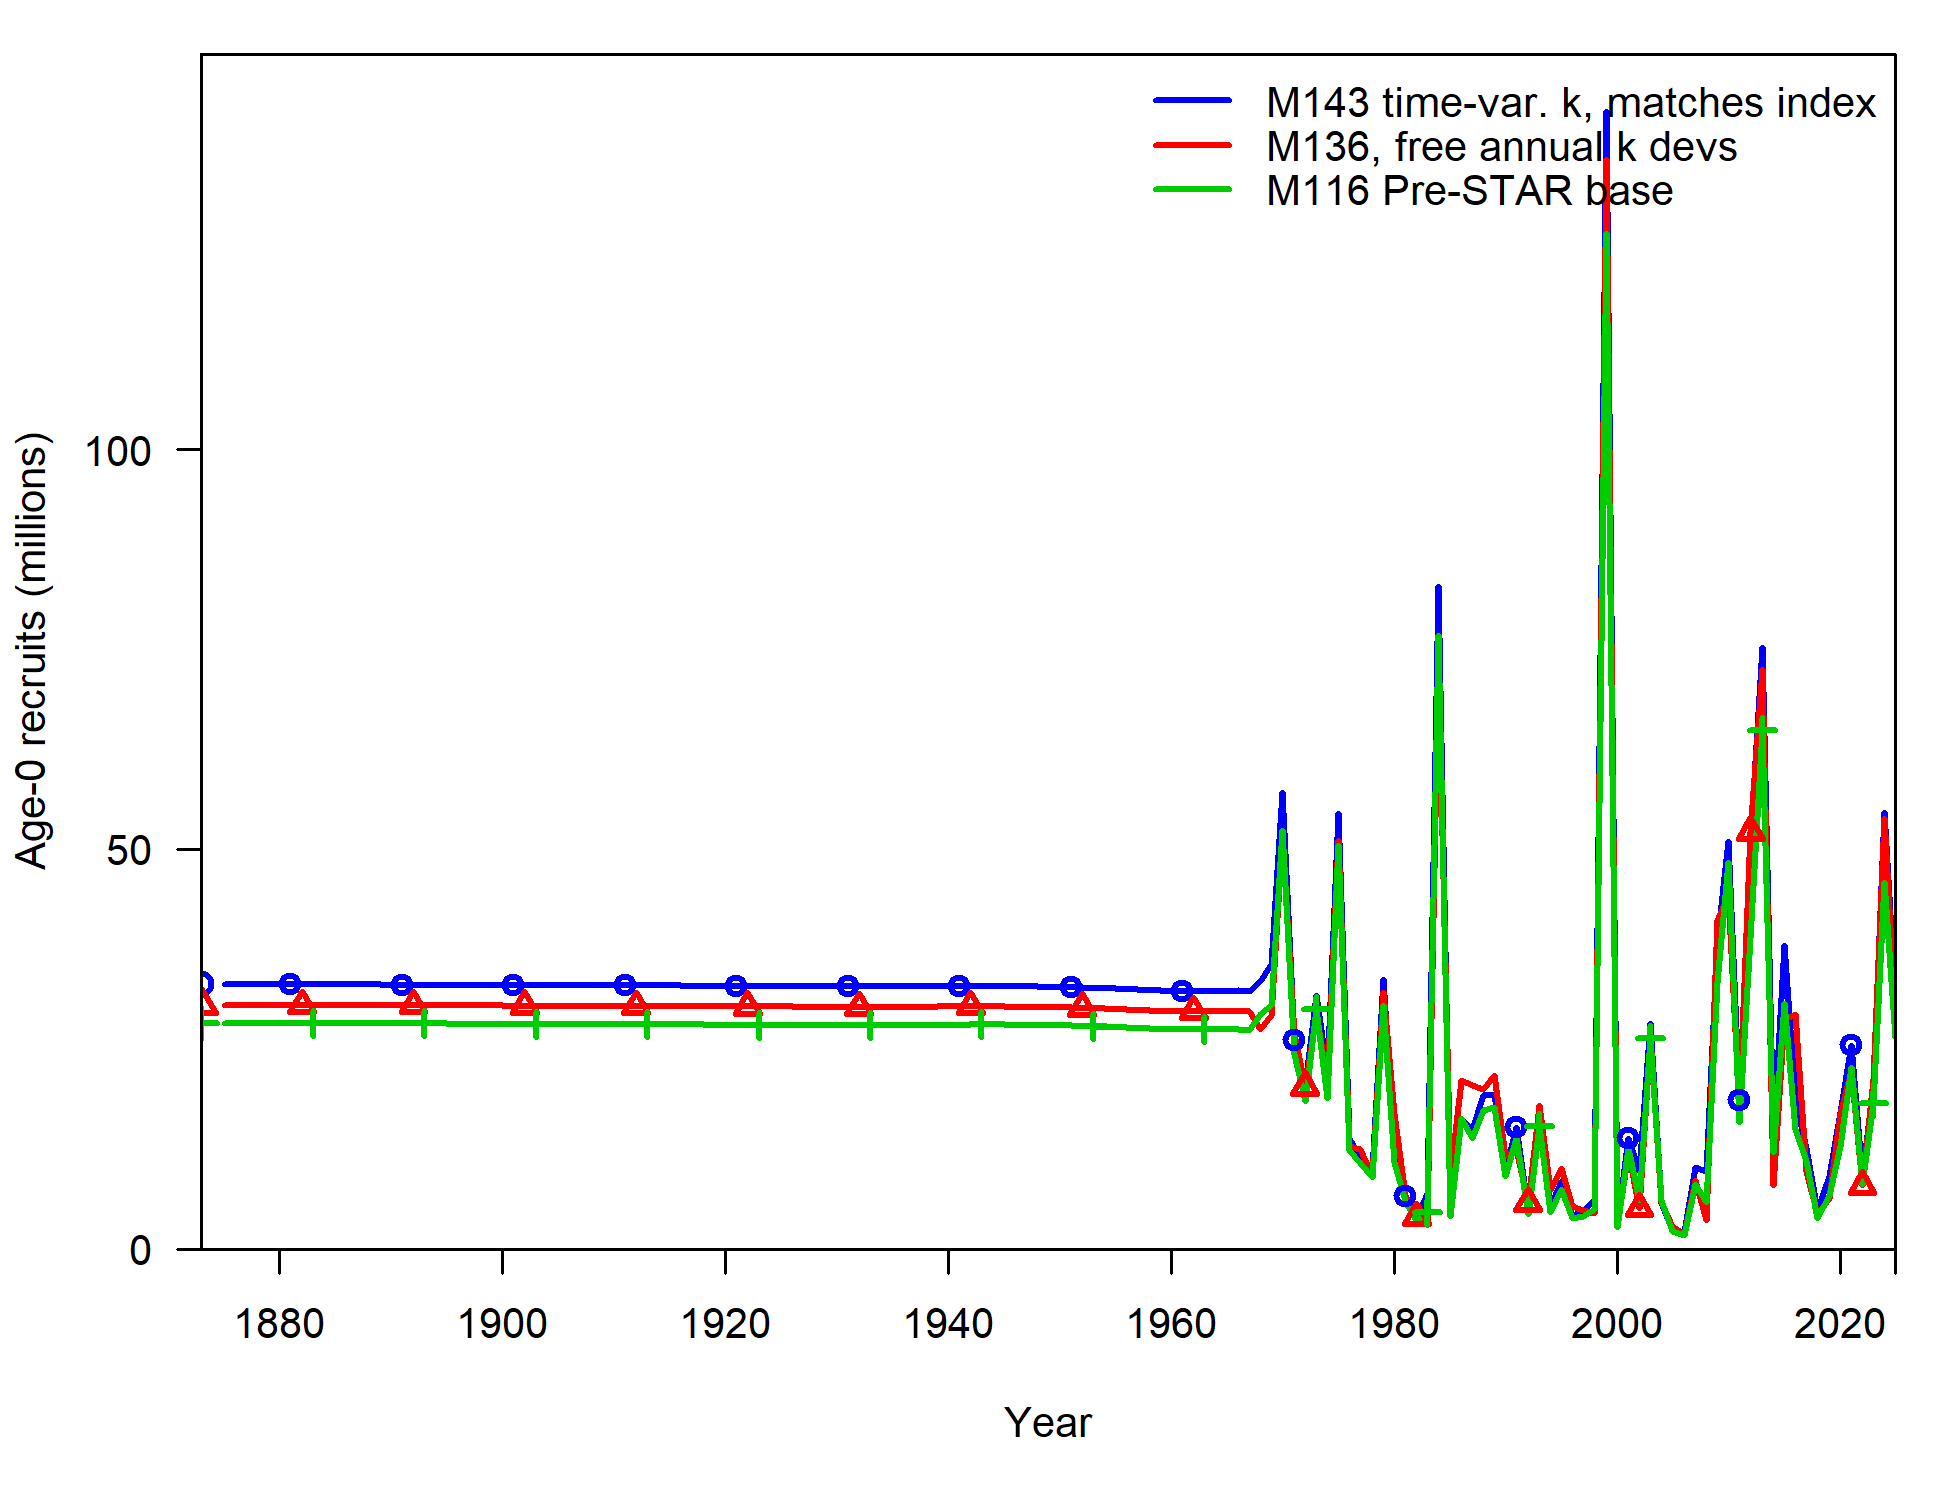 M143 time-var. k, matches index
M136, free annual k devs
M116 Pre-STAR base
Age-0 recruits (millions)
100
50
0
1880 1900 1920 1940 1960 1980 2000 2020
Year